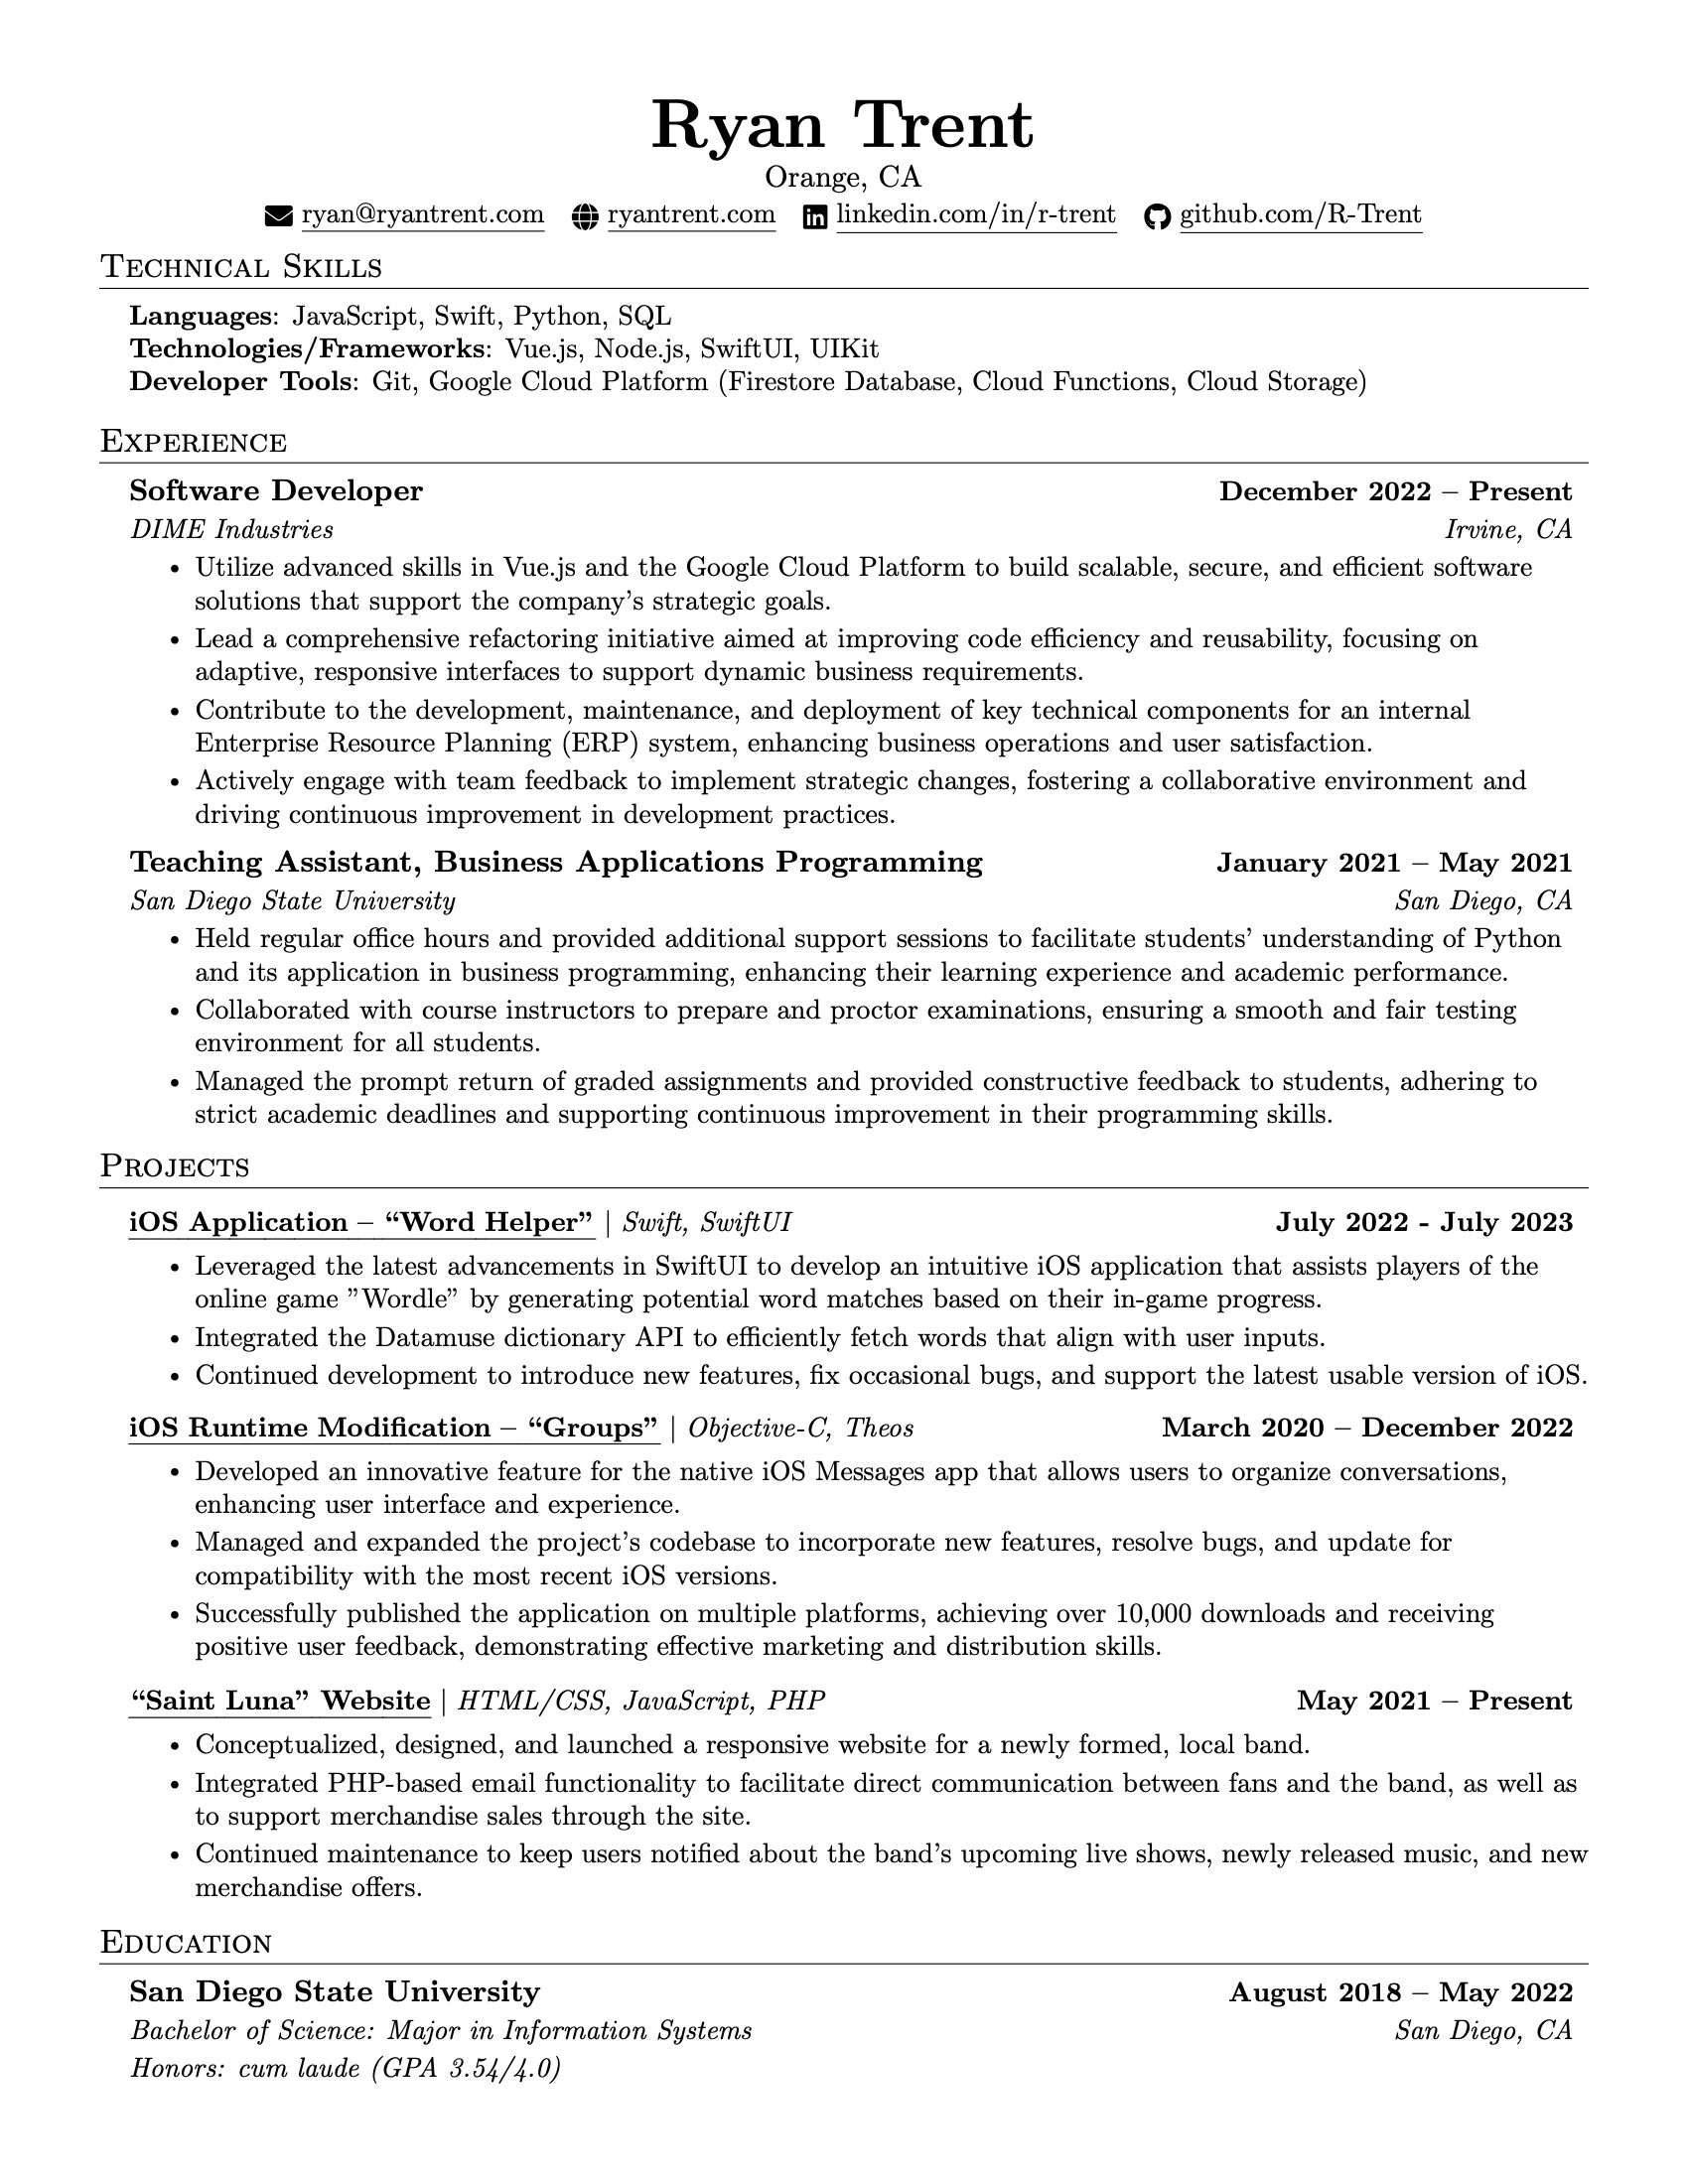 Ryan Trent
Orange, CA
ryan@ryantrent.com ryantrent.com linkedin.com/in/r-trent github.com/R-Trent
Technical Skills
Languages: JavaScript, Swift, Python, SQL
Technologies/Frameworks: Vue.js, Node.js, SwiftUI, UIKit
Developer Tools: Git, Google Cloud Platform (Firestore Database, Cloud Functions, Cloud Storage)
Experience
Software Developer December 2022 – Present
DIME Industries Irvine, CA
• Utilize advanced skills in Vue.js and the Google Cloud Platform to build scalable, secure, and efficient software
solutions that support the company’s strategic goals.
• Lead a comprehensive refactoring initiative aimed at improving code efficiency and reusability, focusing on
adaptive, responsive interfaces to support dynamic business requirements.
• Contribute to the development, maintenance, and deployment of key technical components for an internal
Enterprise Resource Planning (ERP) system, enhancing business operations and user satisfaction.
• Actively engage with team feedback to implement strategic changes, fostering a collaborative environment and
driving continuous improvement in development practices.
Teaching Assistant, Business Applications Programming January 2021 – May 2021
San Diego State University San Diego, CA
• Held regular office hours and provided additional support sessions to facilitate students’ understanding of Python
and its application in business programming, enhancing their learning experience and academic performance.
• Collaborated with course instructors to prepare and proctor examinations, ensuring a smooth and fair testing
environment for all students.
• Managed the prompt return of graded assignments and provided constructive feedback to students, adhering to
strict academic deadlines and supporting continuous improvement in their programming skills.
Projects
iOS Application – “Word Helper” | Swift, SwiftUI July 2022 - July 2023
• Leveraged the latest advancements in SwiftUI to develop an intuitive iOS application that assists players of the
online game ”Wordle” by generating potential word matches based on their in-game progress.
• Integrated the Datamuse dictionary API to efficiently fetch words that align with user inputs.
• Continued development to introduce new features, fix occasional bugs, and support the latest usable version of iOS.
iOS Runtime Modification – “Groups” | Objective-C, Theos March 2020 – December 2022
• Developed an innovative feature for the native iOS Messages app that allows users to organize conversations,
enhancing user interface and experience.
• Managed and expanded the project’s codebase to incorporate new features, resolve bugs, and update for
compatibility with the most recent iOS versions.
• Successfully published the application on multiple platforms, achieving over 10,000 downloads and receiving
positive user feedback, demonstrating effective marketing and distribution skills.
“Saint Luna” Website | HTML/CSS, JavaScript, PHP May 2021 – Present
• Conceptualized, designed, and launched a responsive website for a newly formed, local band.
• Integrated PHP-based email functionality to facilitate direct communication between fans and the band, as well as
to support merchandise sales through the site.
• Continued maintenance to keep users notified about the band’s upcoming live shows, newly released music, and new
merchandise offers.
Education
San Diego State University August 2018 – May 2022
Bachelor of Science: Major in Information Systems San Diego, CA
Honors: cum laude (GPA 3.54/4.0)